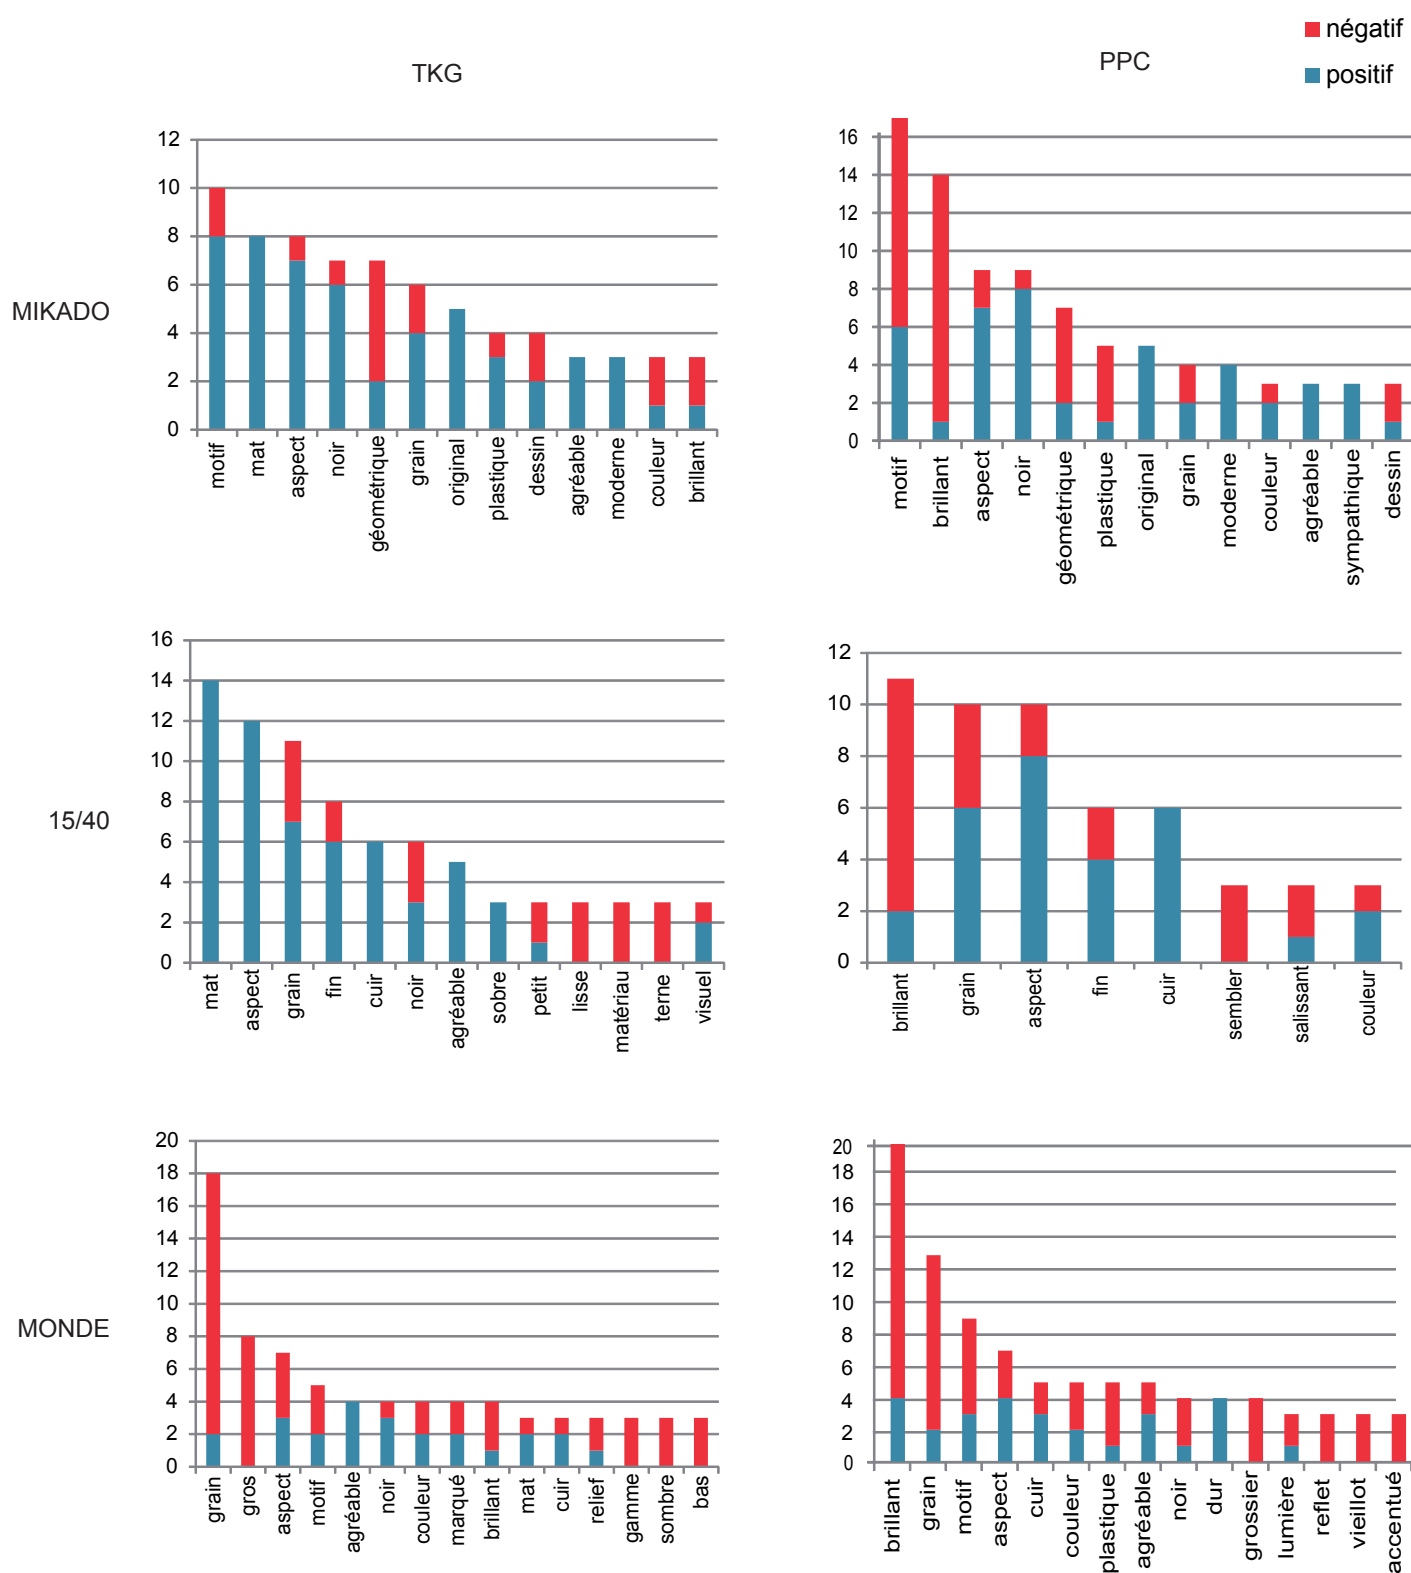 négatif
positif
TKG
PPC
MIKADO
12
10
8
6
4
2
0
motif
mat
aspect
noir
géométrique
grain
original
plastique
dessin
agréable
moderne
couleur
brillant
16
14
12
10
8
6
4
2
0
motif
brillant
aspect
noir
géométrique
plastique
original
grain
moderne
couleur
agréable
sympathique
dessin
15/40
16
14
12
10
8
6
4
2
0
mat
aspect
grain
fin
cuir
noir
agréable
sobre
petit
lisse
matériau
terne
visuel
12
10
8
6
4
2
0
brillant
grain
aspect
fin
cuir
sembler
salissant
couleur
MONDE
20
18
16
14
12
10
8
6
4
2
0
grain
gros
aspect
motif
agréable
noir
couleur
marqué
brillant
mat
cuir
relief
gamme
sombre
bas
20
18
16
14
12
10
8
6
4
2
0
brillant
grain
motif
aspect
cuir
couleur
plastique
agréable
noir
dur
grossier
lumière
reflet
vieillot
accentué